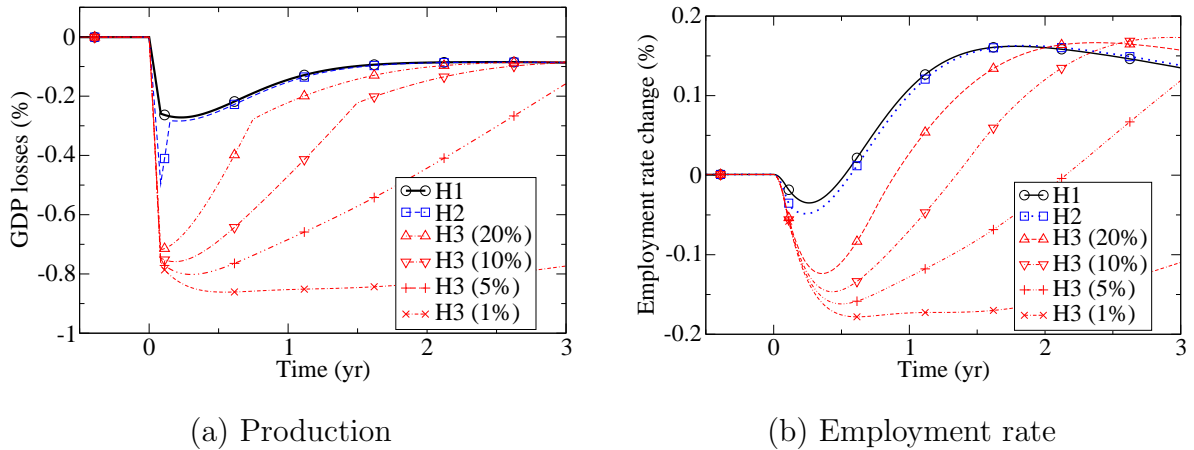 0
-0.2
-0.4
-0.6
-0.8
-1
GDP losses (%)
0
1
2
3
Time (yr)
H1
H2
H3 (20%)
H3 (10%)
H3 (5%)
H3 (1%)
(a) Production
0.2
0.1
0
-0.1
-0.2
Employment rate change (%)
0
1
2
3
Time (yr)
H1
H2
H3 (20%)
H3 (10%)
H3 (5%)
H3 (1%)
(b) Employment rate